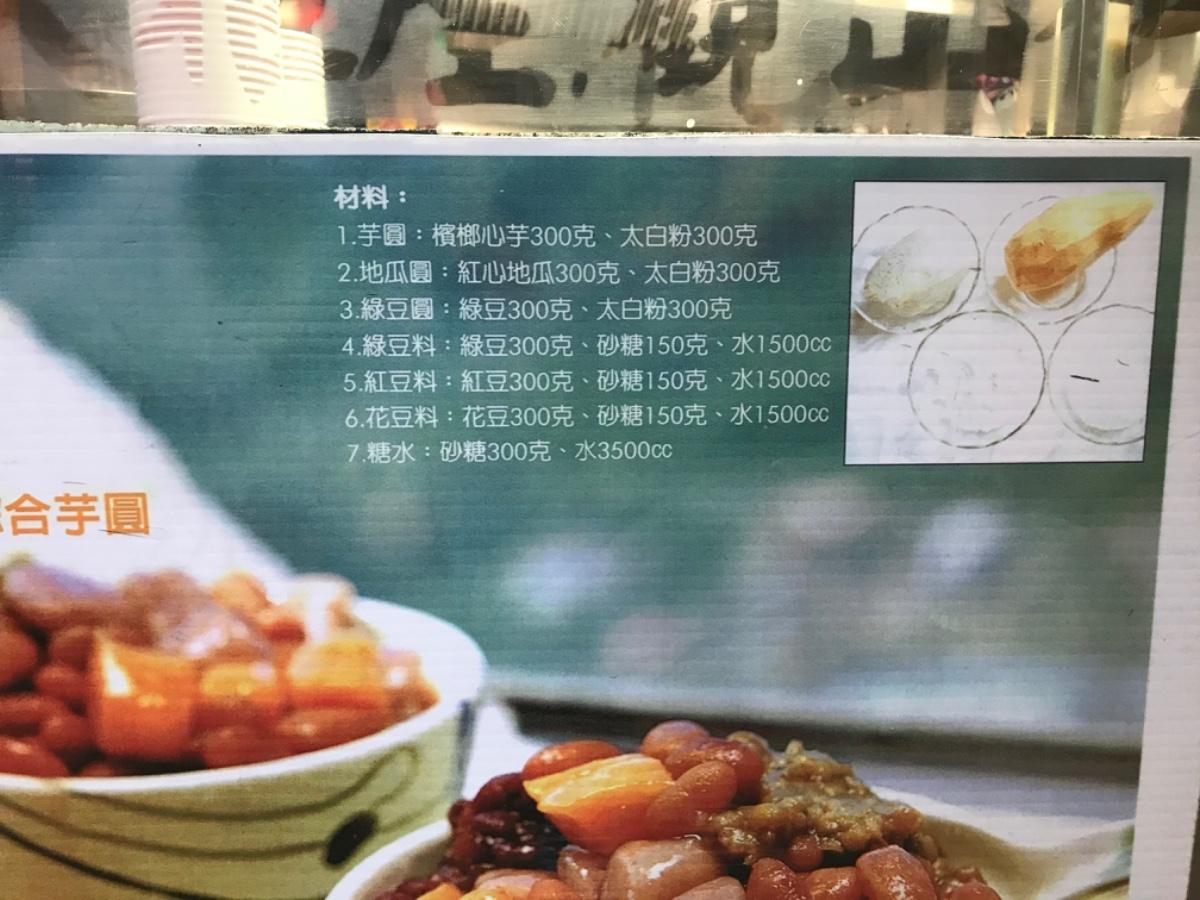 材料：
1.芋圓：檳榔心芋300克、太白粉300克
2.地瓜圓：紅心地瓜300克、太白粉300克
3.綠豆圓：綠豆300克、太白粉300克
4.綠豆料：綠豆300克、砂糖150克、水1500cc
5.紅豆料：紅豆300克、砂糖150克、水1500cc
6.花豆料：花豆300克、砂糖150克、水1500cc
7.糖水：砂糖300克、水3500cc
合芋圓